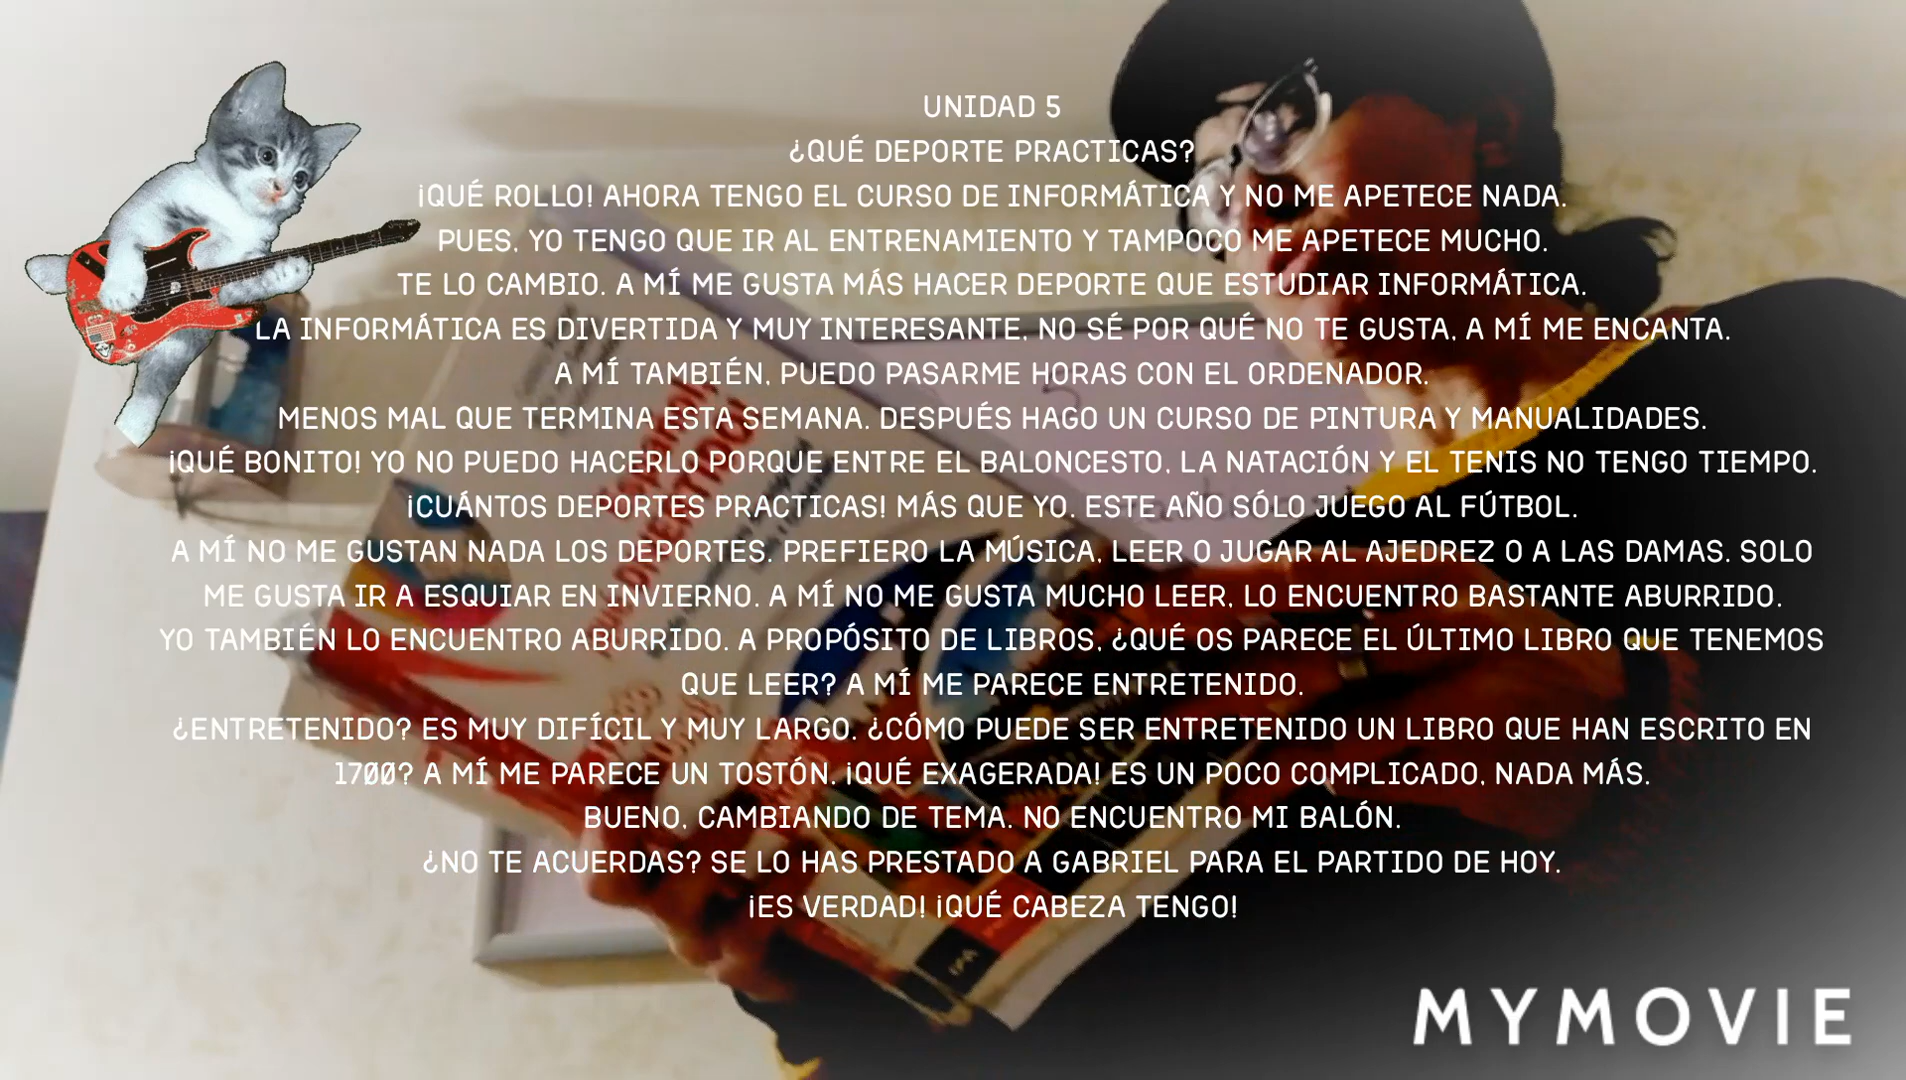 UNIDAD 5
¿QUÉ DEPORTE PRACTICAS?
¡QUÉ ROLLO! AHORA TENGO EL CURSO DE INFORMÁTICA Y NO ME APETECE NADA.
PUES, YO TENGO QUE IR AL ENTRENAMIENTO Y TAMPOCO ME APETECE MUCHO.
TE LO CAMBIO. A MÍ ME GUSTA MÁS HACER DEPORTE QUE ESTUDIAR INFORMÁTICA.
LA INFORMÁTICA ES DIVERTIDA Y MUY INTERESANTE, NO SÉ POR QUÉ NO TE GUSTA, A MÍ ME ENCANTA.
A MÍ TAMBIÉN, PUEDO PASARME HORAS CON EL ORDENADOR.
MENOS MAL QUE TERMINA ESTA SEMANA. DESPUÉS HAGO UN CURSO DE PINTURA Y MANUALIDADES.
¡QUÉ BONITO! YO NO PUEDO HACERLO PORQUE ENTRE EL BALONCESTO, LA NATACIÓN Y EL TENIS NO TENGO TIEMPO.
¡CUÁNTOS DEPORTES PRACTICAS! MÁS QUE YO. ESTE AÑO SÓLO JUEGO AL FÚTBOL.
A MÍ NO ME GUSTAN NADA LOS DEPORTES. PREFIERO LA MÚSICA, LEER O JUGAR AL AJEDREZ O A LAS DAMAS. SOLO
ME GUSTA IR A ESQUIAR EN INVIERNO. A MÍ NO ME GUSTA MUCHO LEER, LO ENCUENTRO BASTANTE ABURRIDO.
YO TAMBIÉN LO ENCUENTRO ABURRIDO. A PROPÓSITO DE LIBROS, ¿QUÉ OS PARECE EL ÚLTIMO LIBRO QUE TENEMOS
QUE LEER? A MÍ ME PARECE ENTRETENIDO.
¿ENTRETENIDO? ES MUY DIFÍCIL Y MUY LARGO. ¿CÓMO PUEDE SER ENTRETENIDO UN LIBRO QUE HAN ESCRITO EN
1700? A MÍ ME PARECE UN TOSTÓN. ¡QUÉ EXAGERADA! ES UN POCO COMPLICADO, NADA MÁS.
BUENO, CAMBIANDO DE TEMA. NO ENCUENTRO MI BALÓN.
¿NO TE ACUERDAS? SE LO HAS PRESTADO A GABRIEL PARA EL PARTIDO DE HOY.
¡ES VERDAD! ¡QUÉ CABEZA TENGO!
MYMOVIE